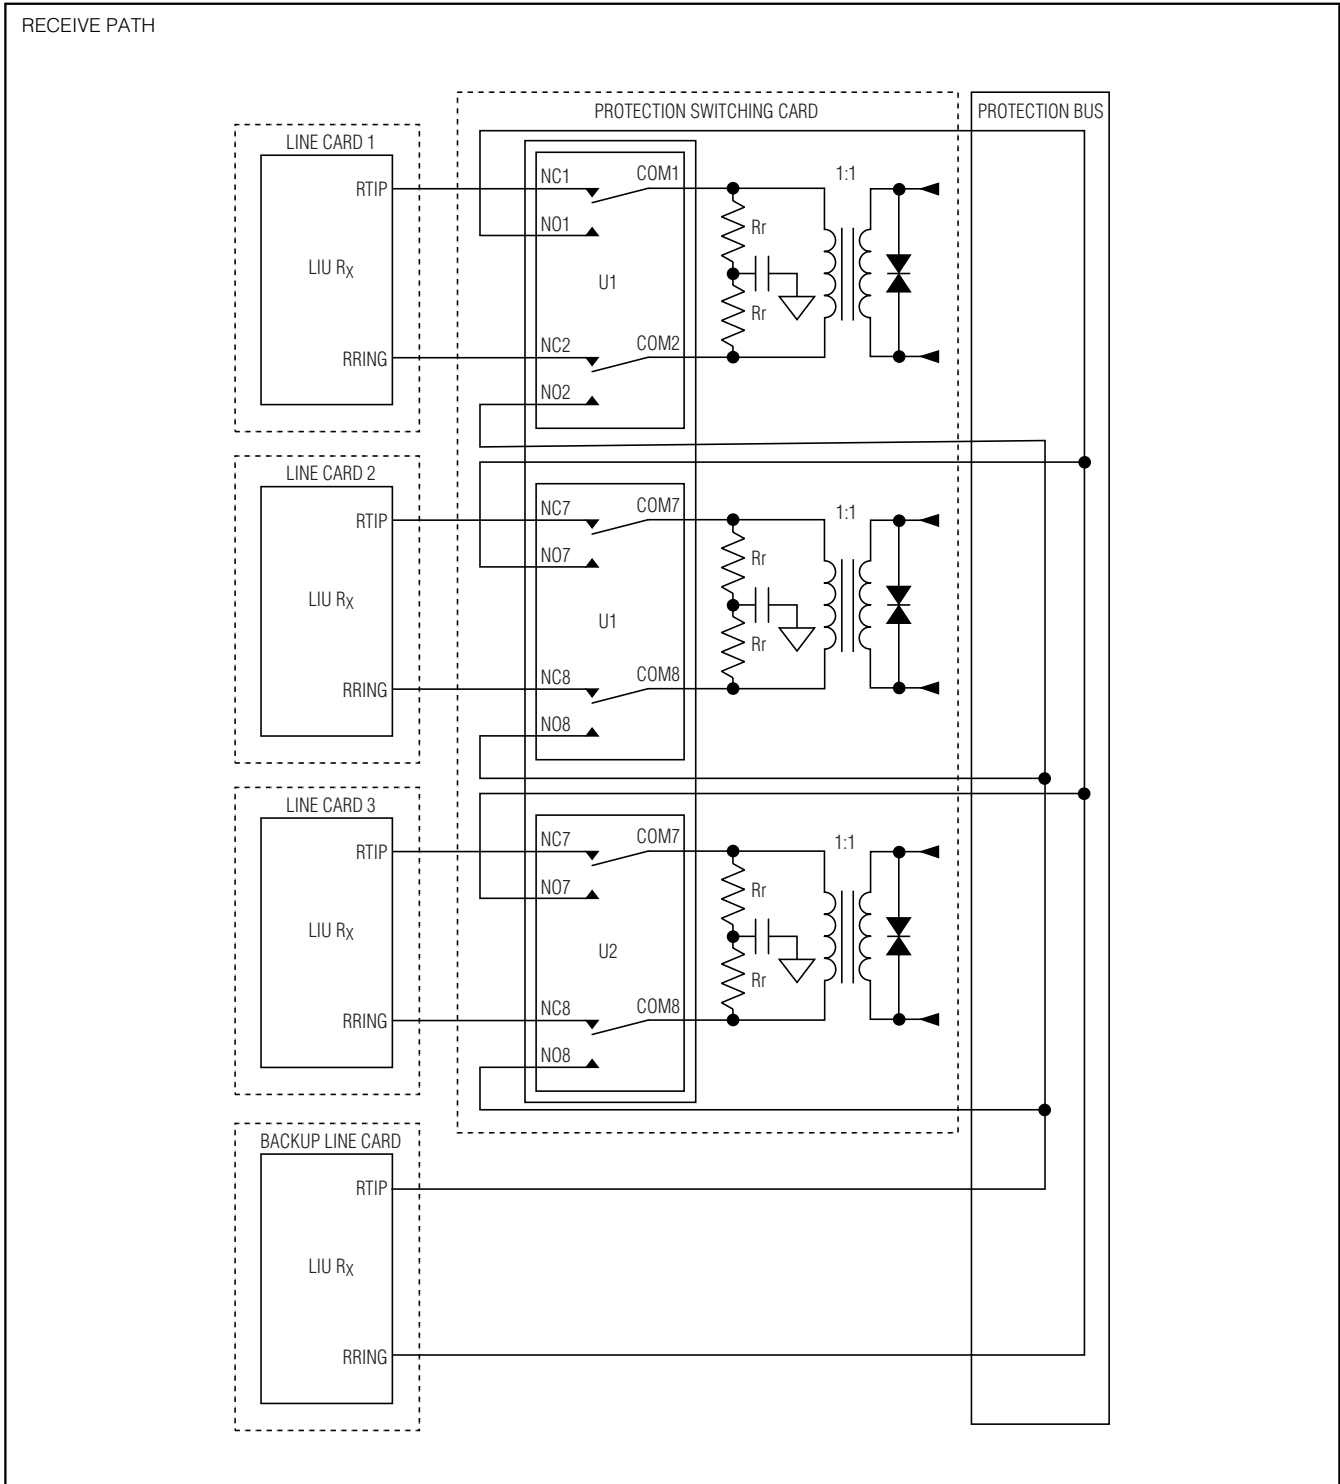 RECEIVE PATH
PROTECTION SWITCHING CARD
PROTECTION BUS
LINE CARD 1
RTIP
LIU RX
RRING
NC1
COM1
NO1
U1
NC2
COM2
NO2
Rr
Rr
1:1
LINE CARD 2
RTIP
LIU RX
RRING
NC7
COM7
NO7
U1
NC8
COM8
NO8
Rr
Rr
1:1
LINE CARD 3
RTIP
LIU RX
RRING
NC7
COM7
NO7
U2
NC8
COM8
NO8
Rr
Rr
1:1
BACKUP LINE CARD
RTIP
LIU RX
RRING